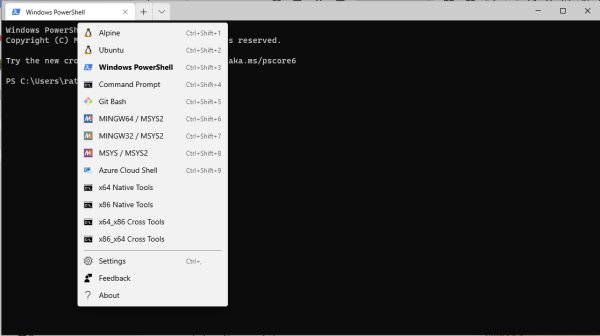 Windows PowerShell
Windows PowerS
Copyright (C) M
s reserved.
Try the new cro
aka.ms/pscore6
PS C:\Users\rat
Alpine Ctrl+Shift+1
Ubuntu Ctrl+Shift+2
Windows PowerShell Ctrl+Shift+3
Command Prompt Ctrl+Shift+4
Git Bash Ctrl+Shift+5
MINGW64 / MSYS2 Ctrl+Shift+6
MINGW32 / MSYS2 Ctrl+Shift+7
MSYS / MSYS2 Ctrl+Shift+8
Azure Cloud Shell Ctrl+Shift+9
x64 Native Tools
x86 Native Tools
x64_x86 Cross Tools
x86_x64 Cross Tools
Settings Ctrl+,
Feedback
About